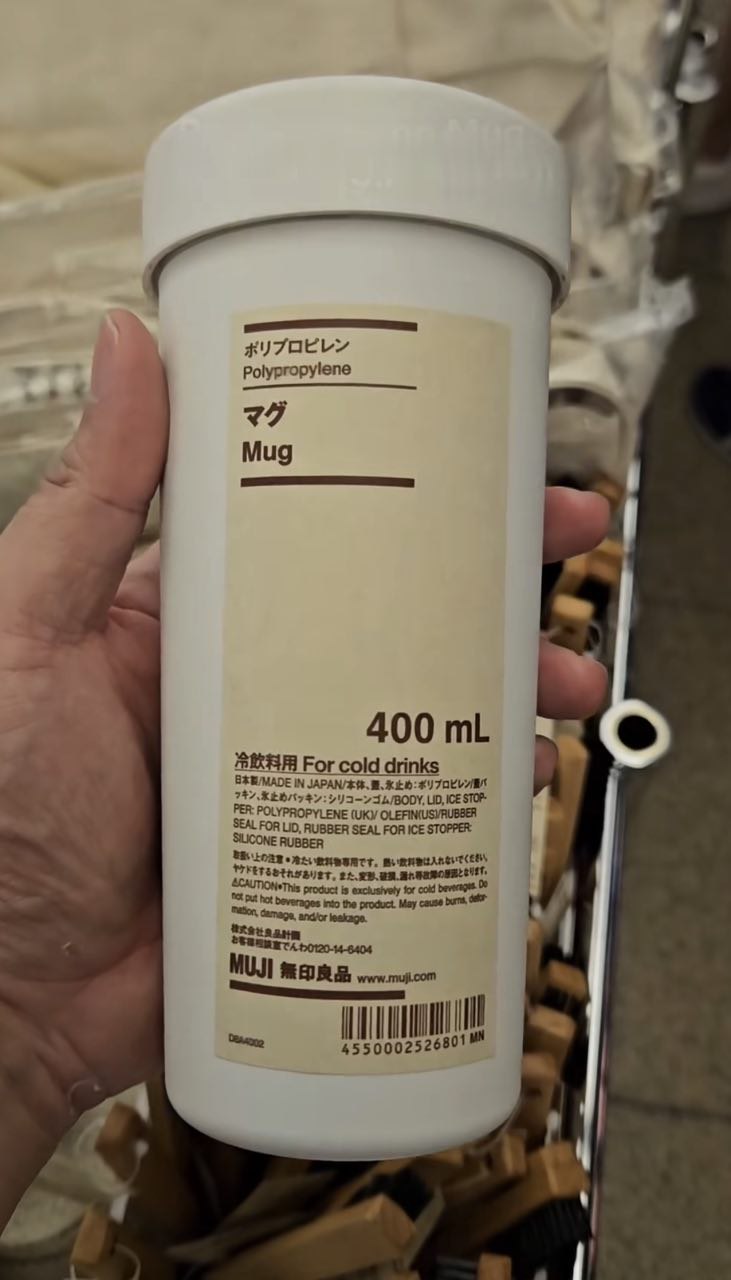 ポリプロピレン
Polypropylene
マグ
Mug
400 mL
冷飲料用 For cold drinks
日本製/MADE IN JAPAN/本体、蓋、氷止め:ポリプロピレン/蓋パ
ッキン、氷止めパッキン:シリコーンゴム/BODY, LID, ICE STOP-
PER: POLYPROPYLENE (UK)/ OLEFIN(US)/RUBBER
SEAL FOR LID, RUBBER SEAL FOR ICE STOPPER:
SILICONE RUBBER
取扱い上の注意●冷たい飲料物専用です。熱い飲料物は入れないでください。
ヤケドをするおそれがあります。また、変形、破損、漏れ等故障の原因となります。
⚠CAUTION●This product is exclusively for cold beverages. Do
not put hot beverages into the product. May cause burns, defor-
mation, damage, and/or leakage.
株式会社良品計画
お客様相談室でんわ0120-14-6404
MUJI 無印良品 www.muji.com
4550002526801 MN